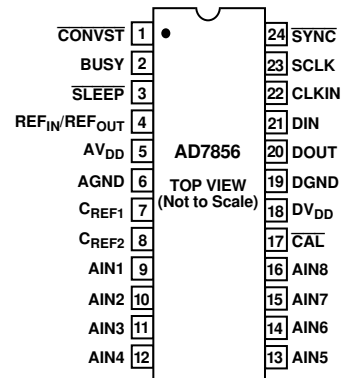 CONVST 1
BUSY 2
SLEEP 3
REFIN/REFOUT 4
AVDD 5
AGND 6
CREF1 7
CREF2 8
AIN1 9
AIN2 10
AIN3 11
AIN4 12
AD7856
TOP VIEW
(Not to Scale)
24 SYNC
23 SCLK
22 CLKIN
21 DIN
20 DOUT
19 DGND
18 DVDD
17 CAL
16 AIN8
15 AIN7
14 AIN6
13 AIN5